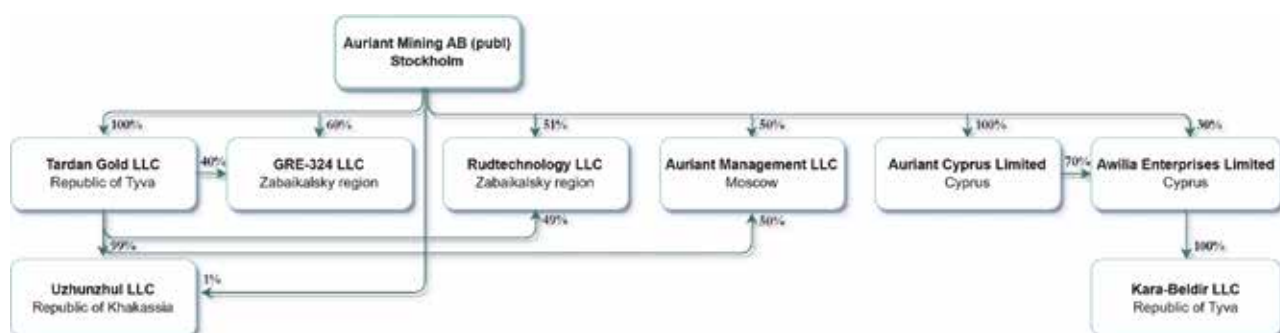 Auriant Mining AB (publ)
Stockholm
100%
60%
51%
50%
100%
30%
Tardan Gold LLC
Republic of Tyva
40%
GRE-324 LLC
Zabaikalsky region
Rudtechnology LLC
Zabaikalsky region
Auriant Management LLC
Moscow
Auriant Cyprus Limited
Cyprus
70%
Awilia Enterprises Limited
Cyprus
49%
50%
99%
100%
1%
Uzhunzhul LLC
Republic of Khakassia
Kara-Beldir LLC
Republic of Tyva